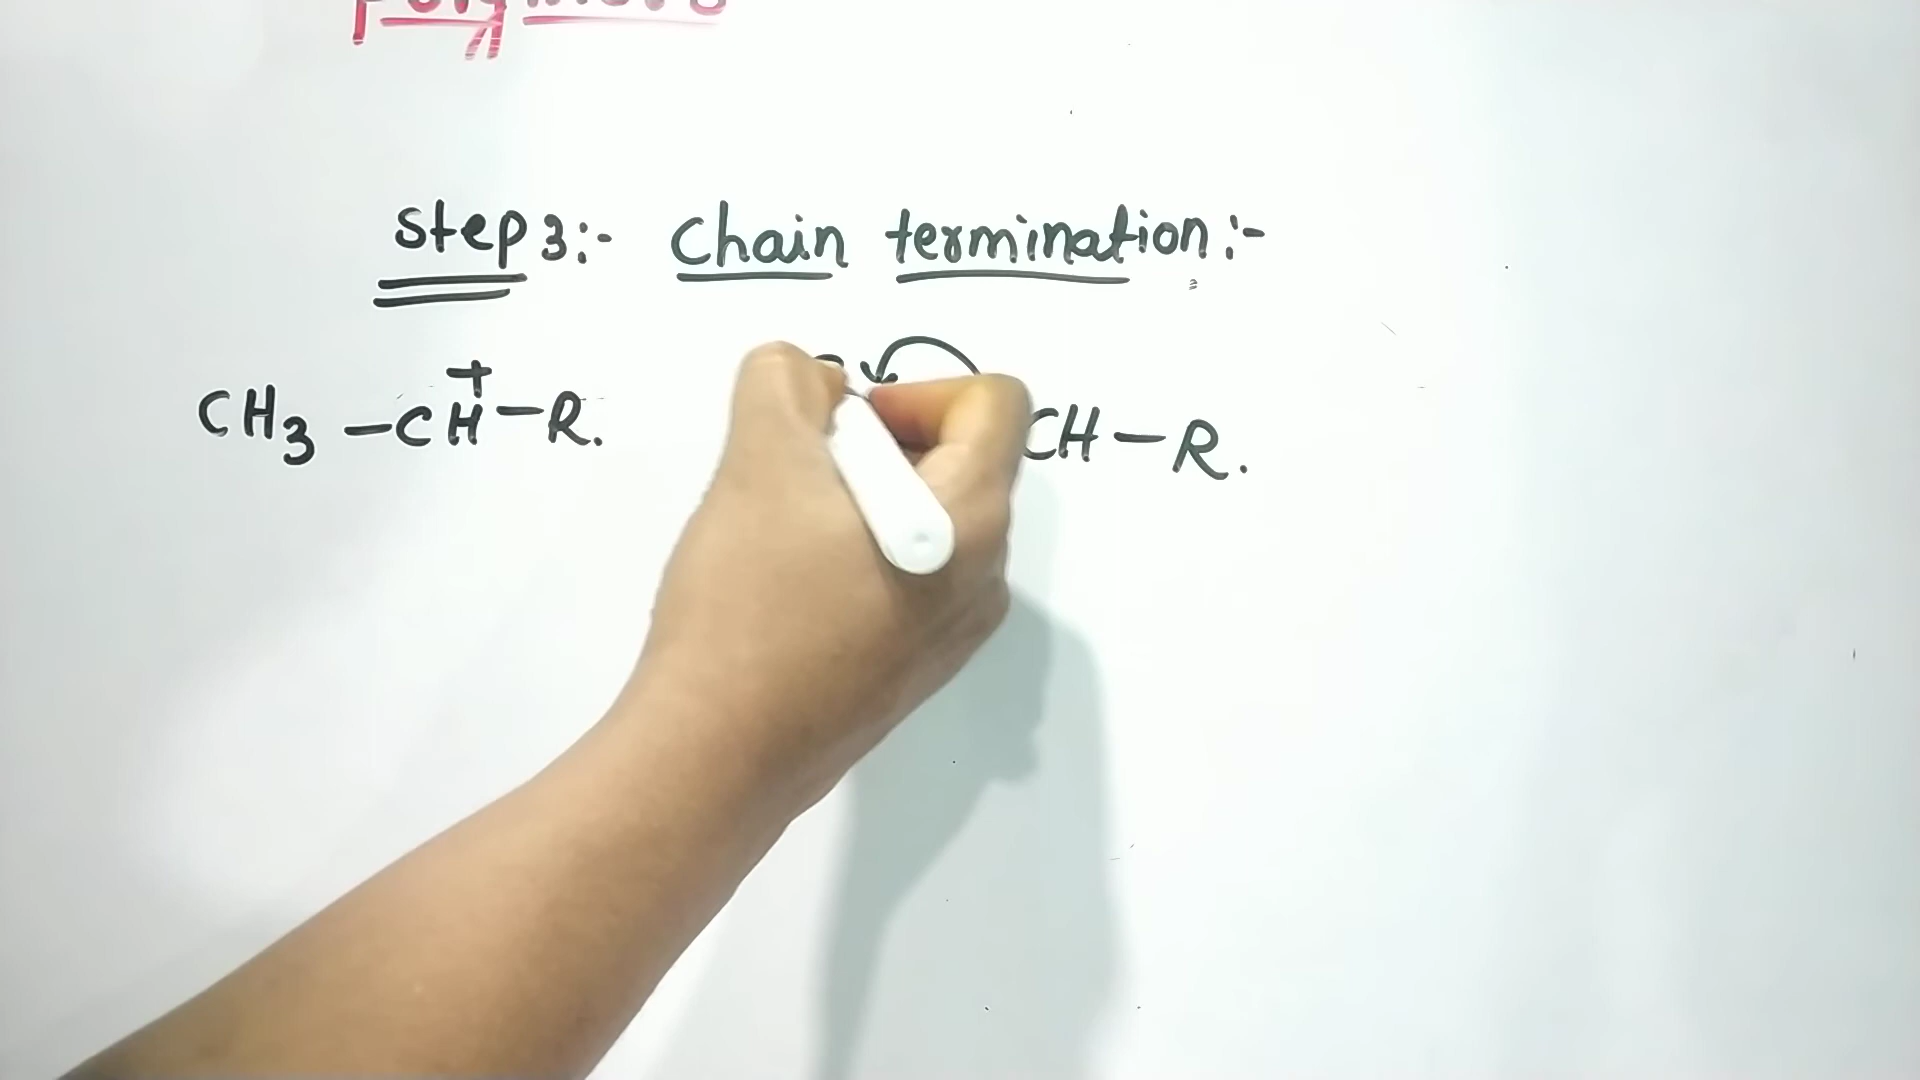 step 3:- Chain termination:-
CH3 - CH+ - R. CH - R.